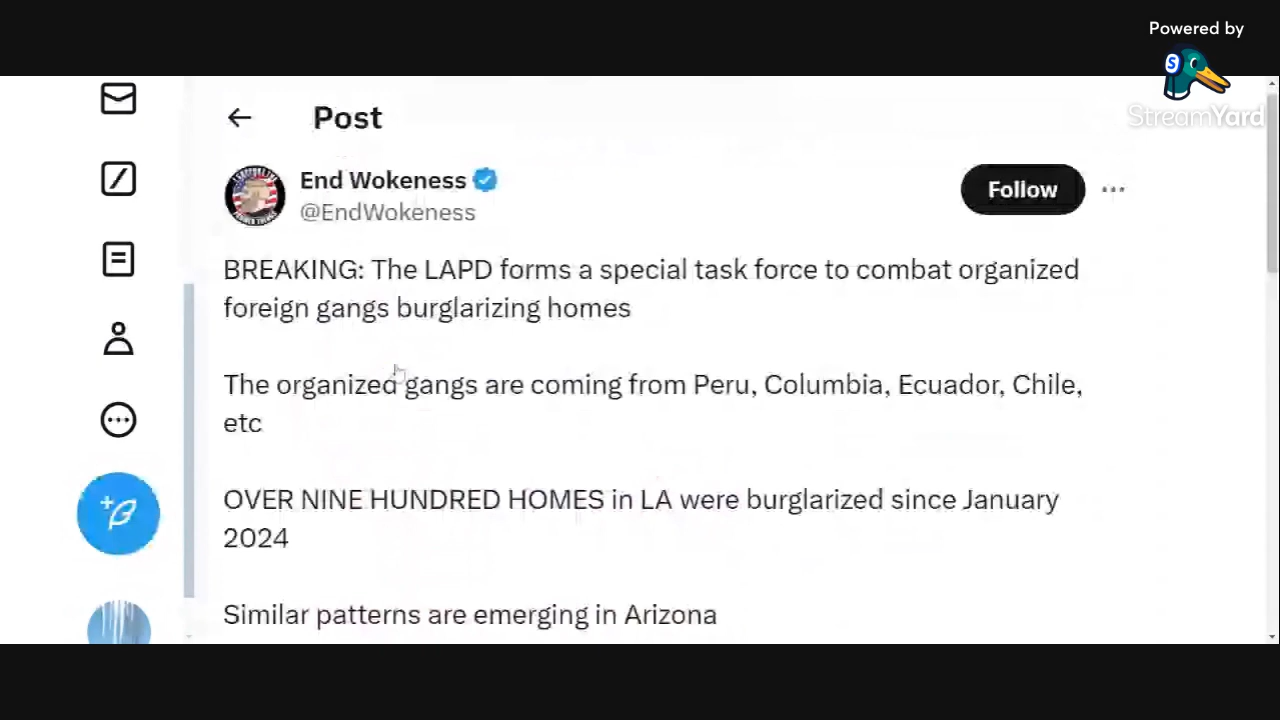 Powered by
StreamYard
Post
End Wokeness
@EndWokeness
Follow
BREAKING: The LAPD forms a special task force to combat organized
foreign gangs burglarizing homes
The organized gangs are coming from Peru, Columbia, Ecuador, Chile,
etc
OVER NINE HUNDRED HOMES in LA were burglarized since January
2024
Similar patterns are emerging in Arizona